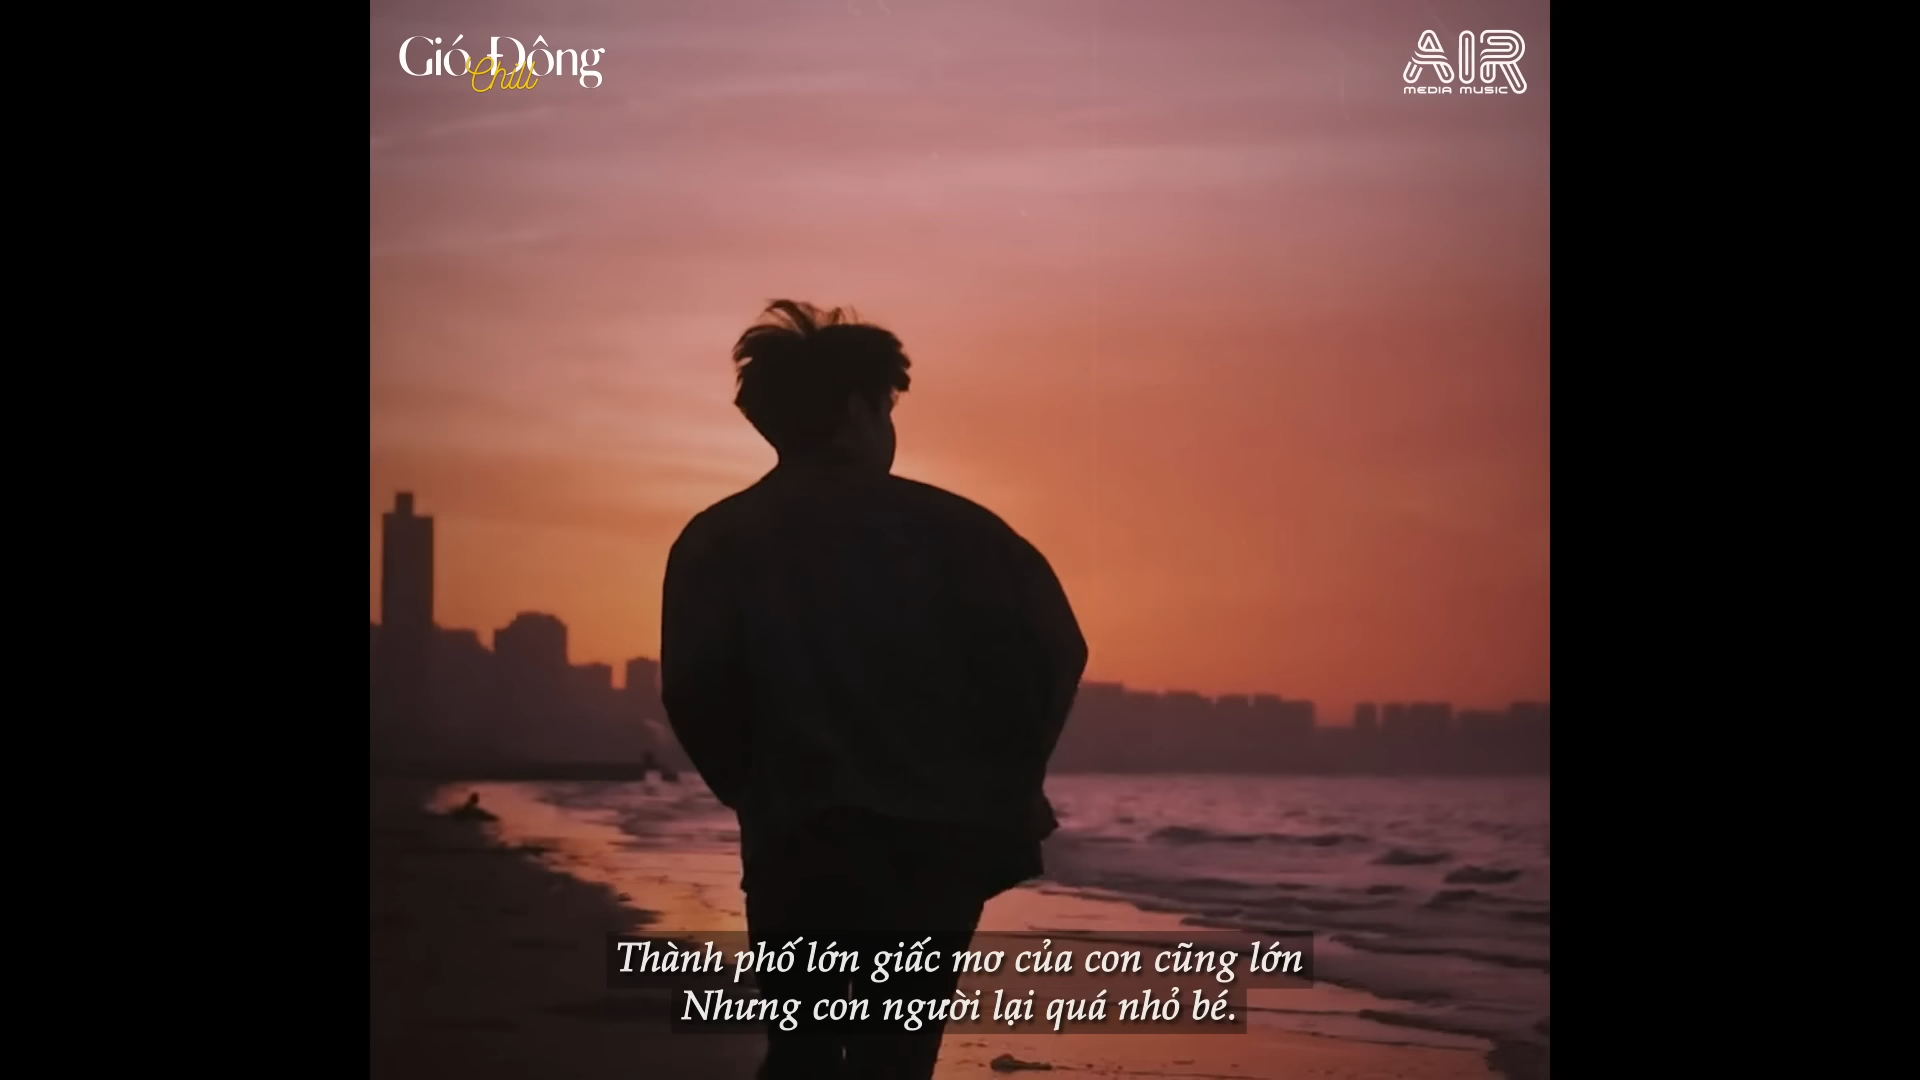 Gió Đông
Chill
AIR
MEDIA MUSIC
Thành phố lớn giấc mơ của con cũng lớn
Nhưng con người lại quá nhỏ bé.